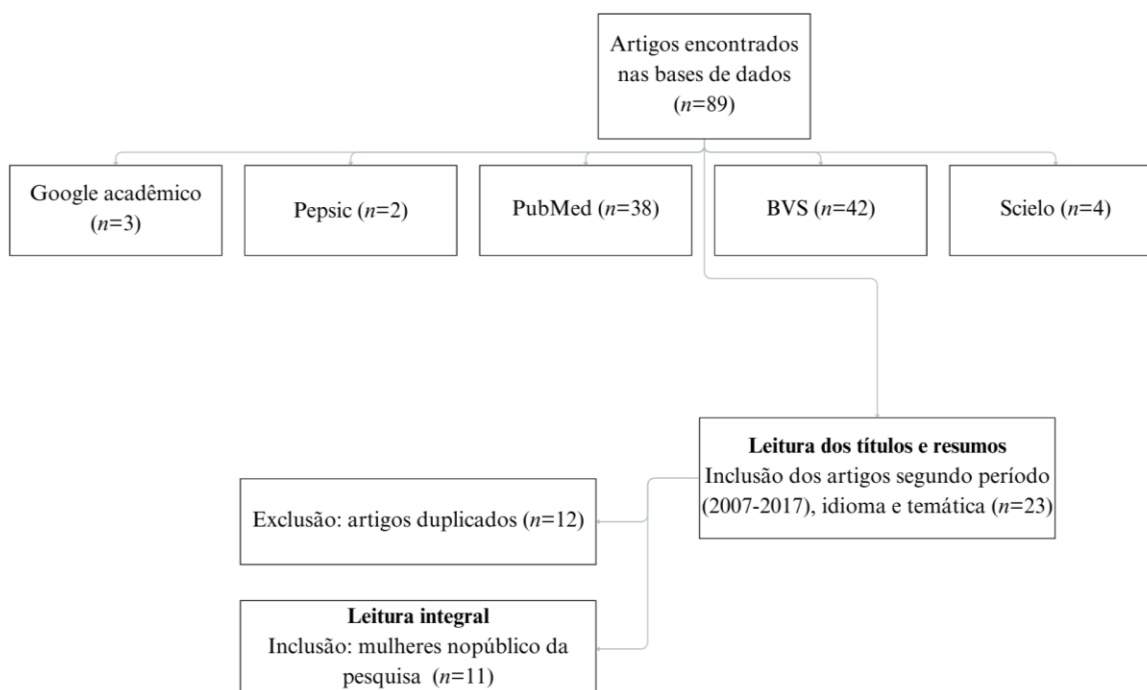 Artigos encontrados
nas bases de dados
(n=89)
Google acadêmico
(n=3)
Pepsic (n=2)
PubMed (n=38)
BVS (n=42)
Scielo (n=4)
Leitura dos títulos e resumos
Inclusão dos artigos segundo período
(2007-2017), idioma e temática (n=23)
Exclusão: artigos duplicados (n=12)
Leitura integral
Inclusão: mulheres nopúblico da
pesquisa (n=11)